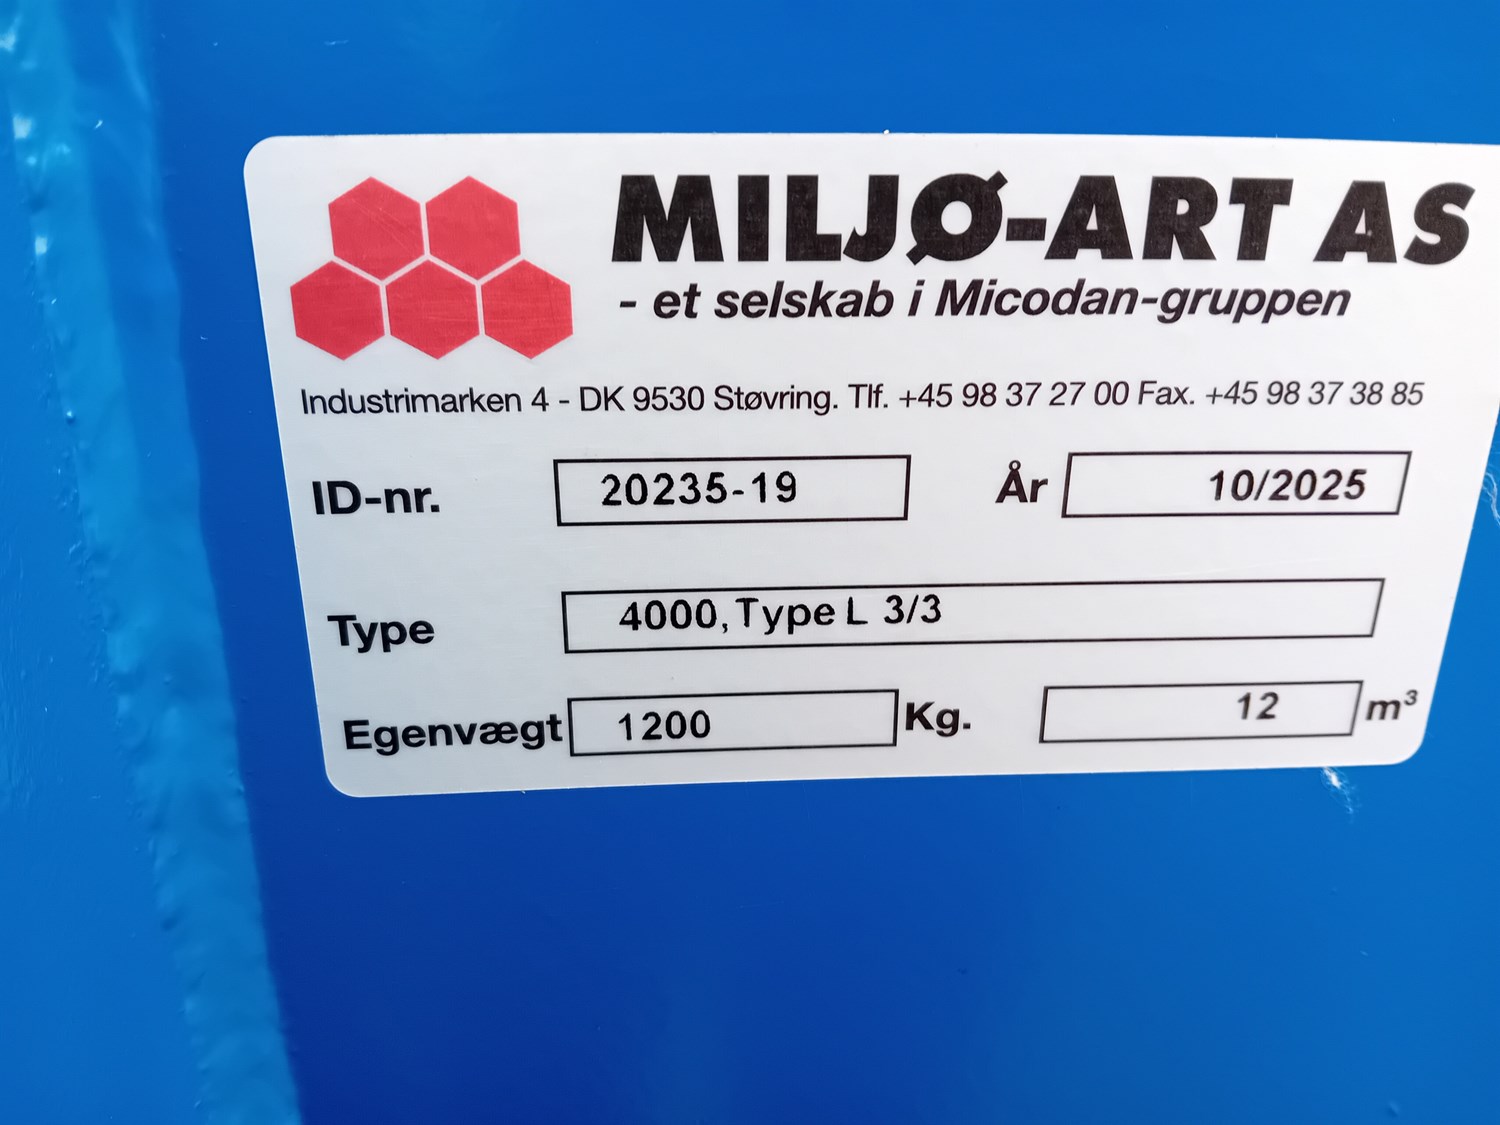 MILJØ-ART AS
- et selskab i Micodan-gruppen
Industrimarken 4 - DK 9530 Støvring. Tlf. +45 98 37 27 00 Fax. +45 98 37 38 85
ID-nr. 20235-19 År 10/2025
Type 4000, Type L 3/3
Egenvægt 1200 Kg. 12 m³